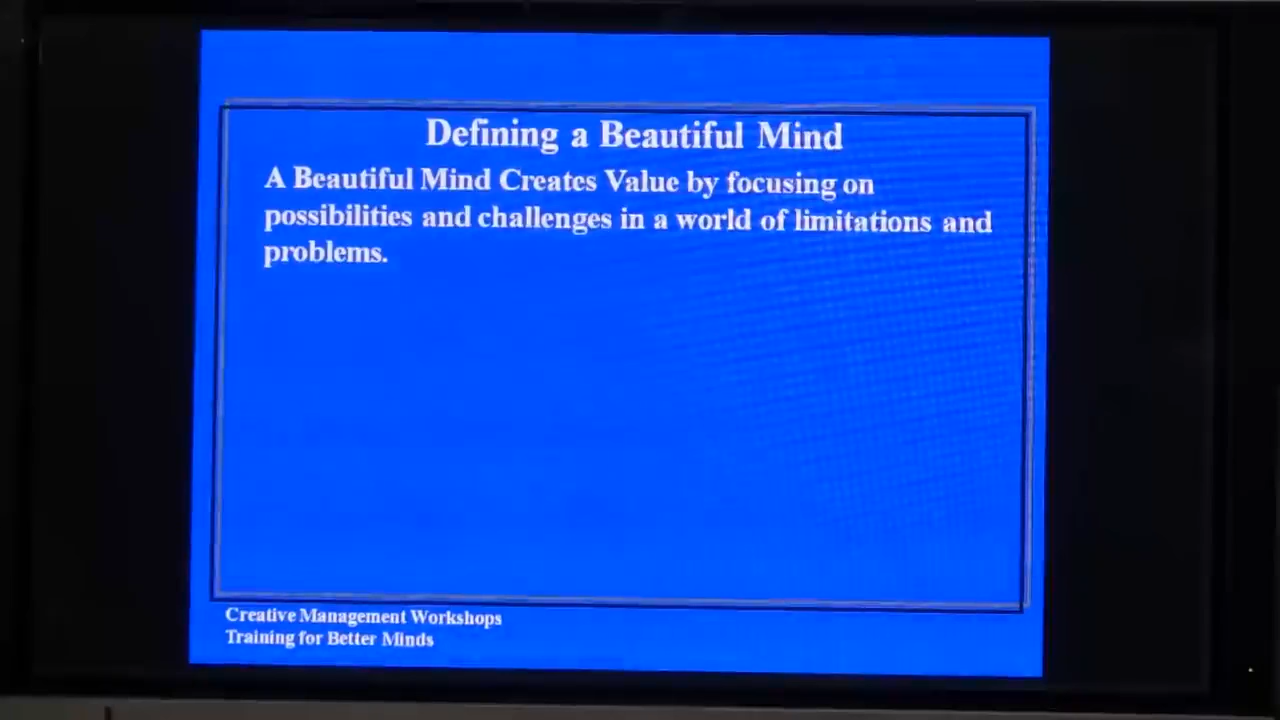 Defining a Beautiful Mind
A Beautiful Mind Creates Value by focusing on
possibilities and challenges in a world of limitations and
problems.
Creative Management Workshops
Training for Better Minds